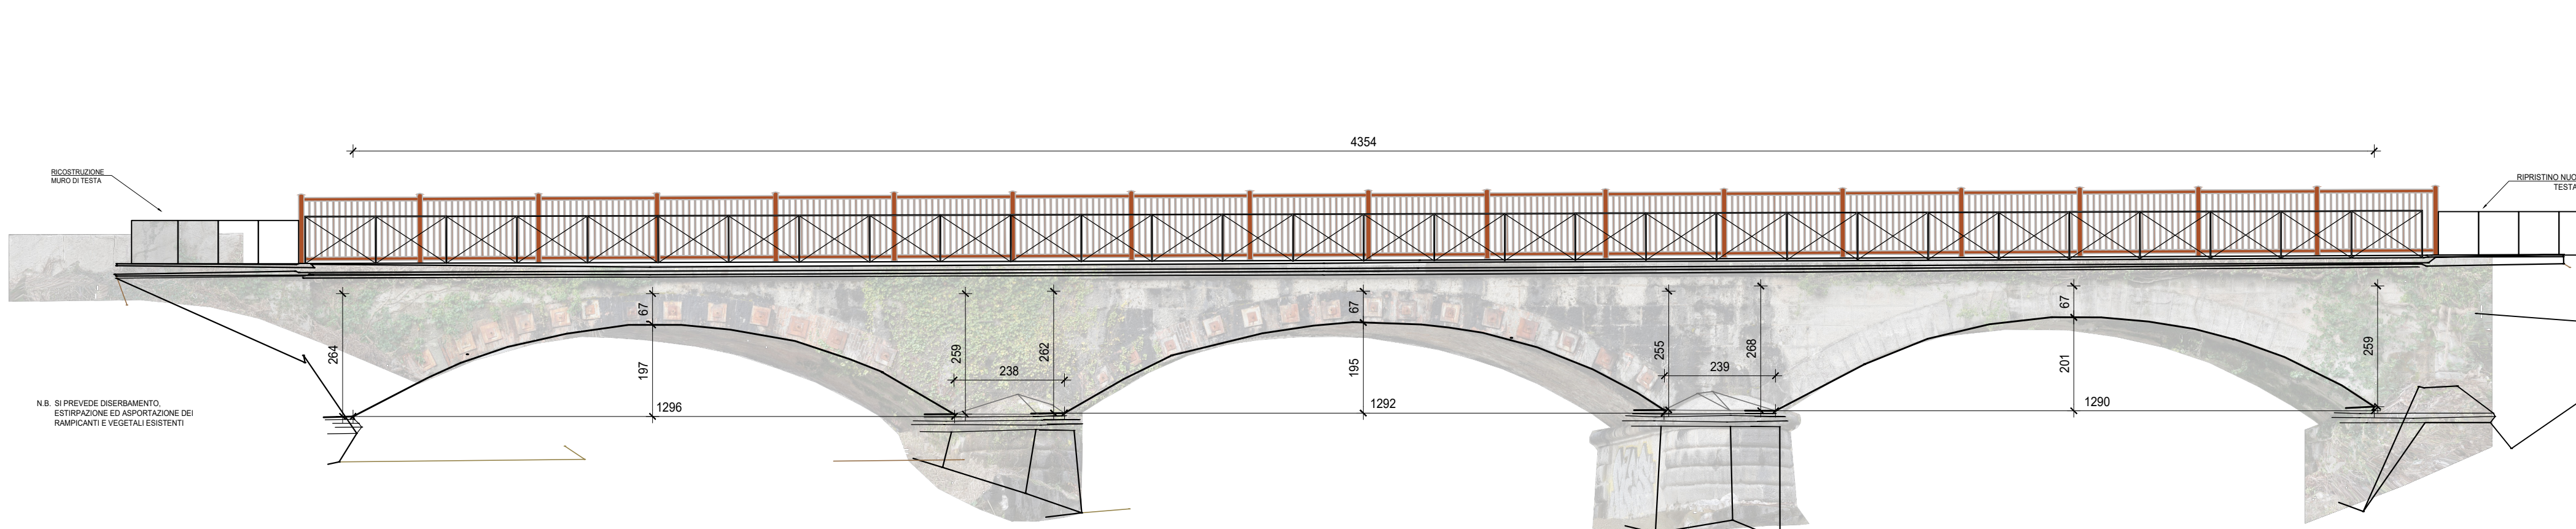 4354
RICOSTRUZIONE
MURO DI TESTA
RIPRISTINO NUO
TESTA
67
67
67
264
197
259
262
238
195
255
268
239
201
259
1296
1292
1290
N.B. SI PREVEDE DISERBAMENTO,
ESTIRPAZIONE ED ASPORTAZIONE DEI
RAMPICANTI E VEGETALI ESISTENTI